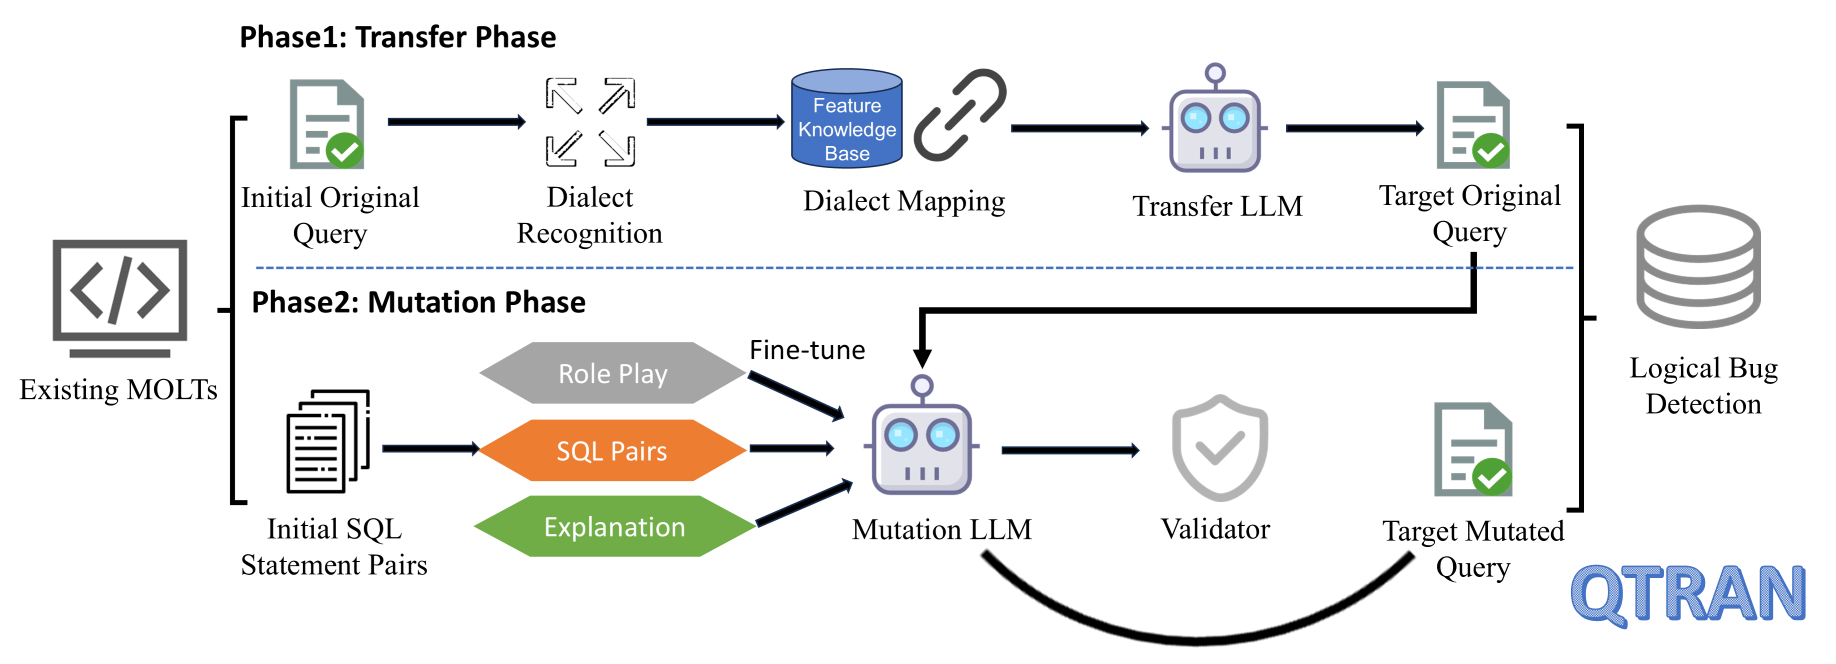 Phase1: Transfer Phase
Feature
Knowledge
Base
Initial Original
Query
Dialect
Recognition
Dialect Mapping
Transfer LLM
Target Original
Query
Existing MOLTs
Phase2: Mutation Phase
Fine-tune
Role Play
SQL Pairs
Explanation
Initial SQL
Statement Pairs
Mutation LLM
Validator
Target Mutated
Query
Logical Bug
Detection
QTRAN